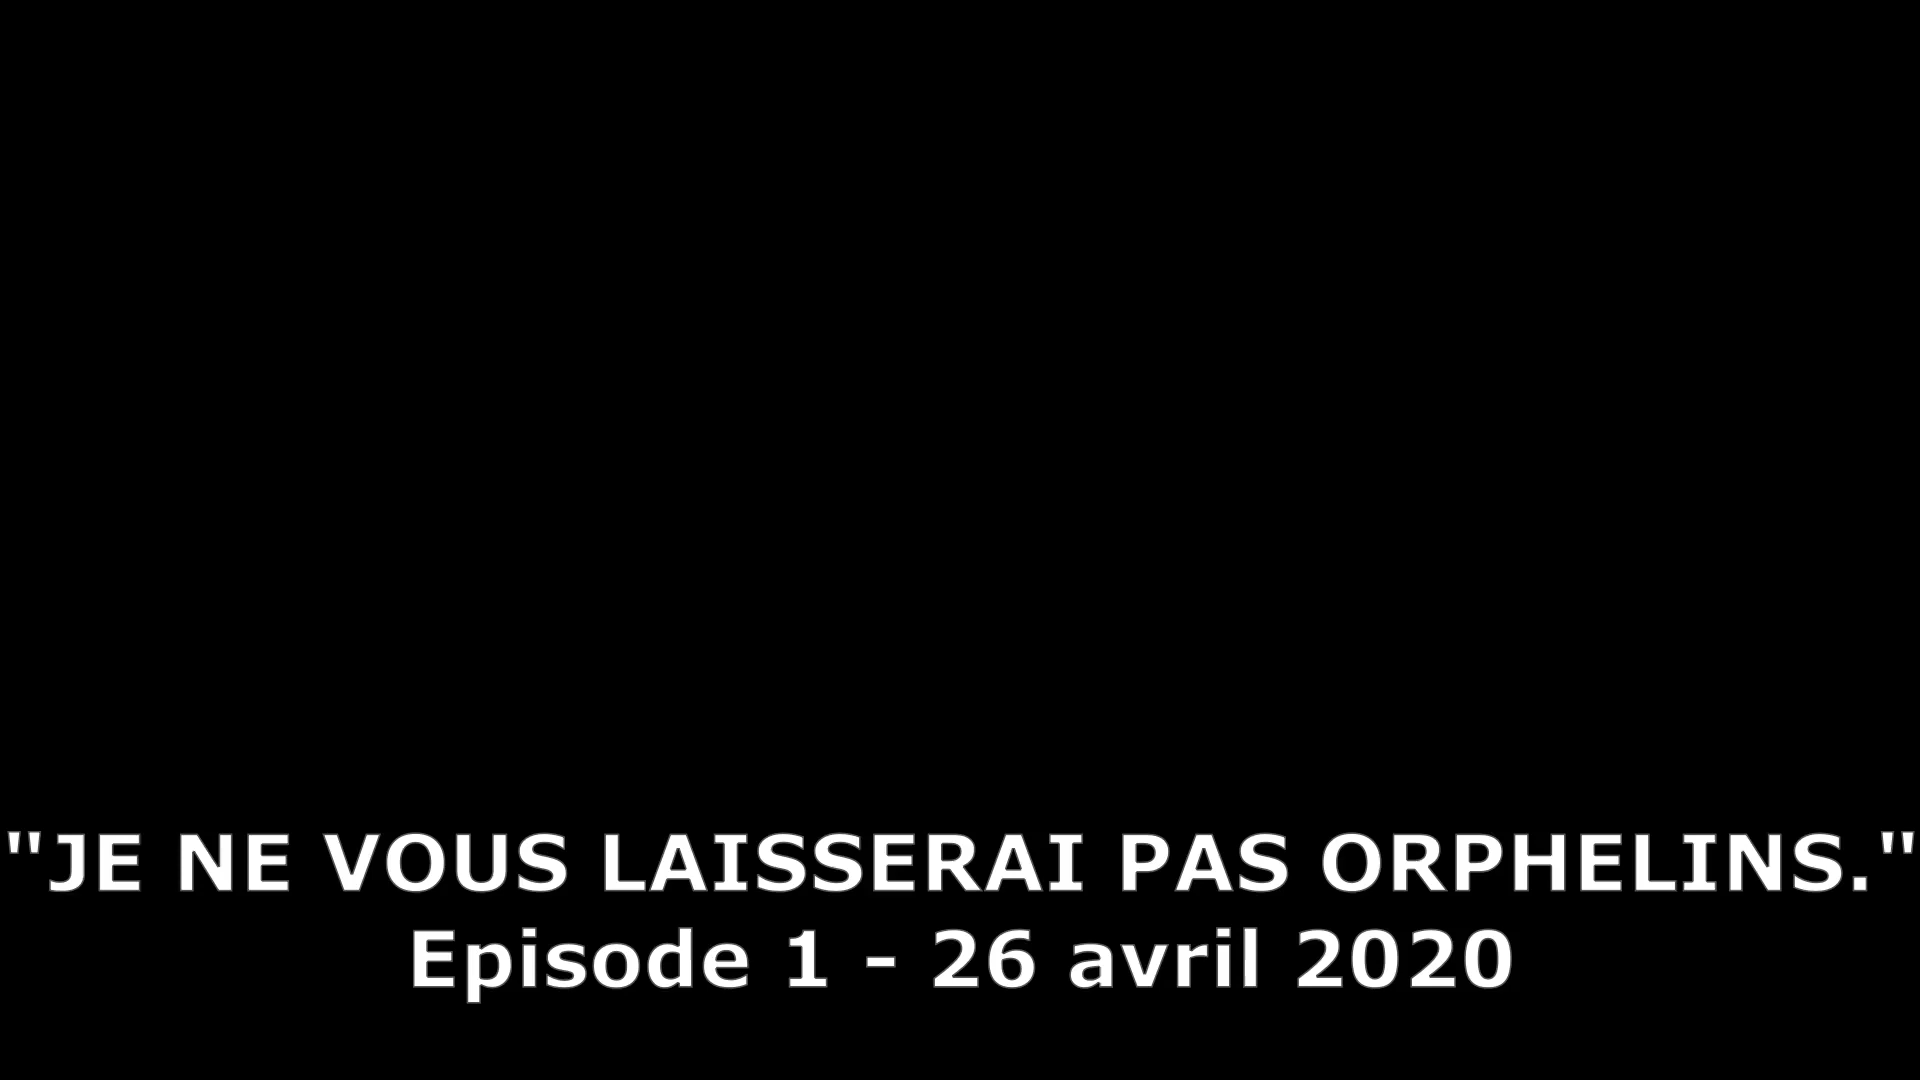 "JE NE VOUS LAISSERAI PAS ORPHELINS."
Episode 1 - 26 avril 2020